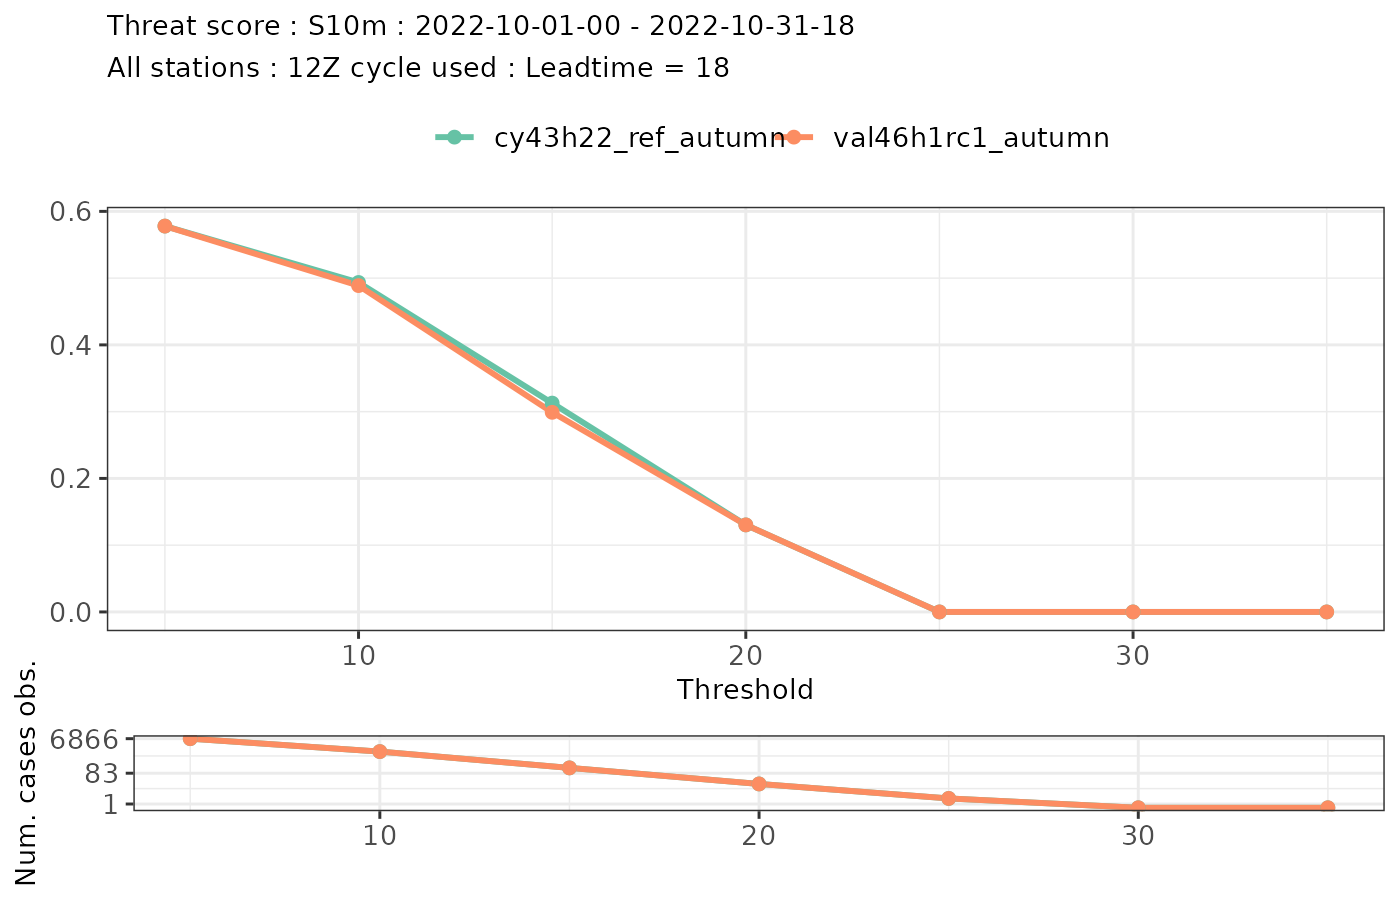 Threat score : S10m : 2022-10-01-00 - 2022-10-31-18
All stations : 12Z cycle used : Leadtime = 18
cy43h22_ref_autumn val46h1rc1_autumn
0.6
0.4
0.2
0.0
10 20 30
Threshold
Num. cases obs.
6866
83
1
10 20 30